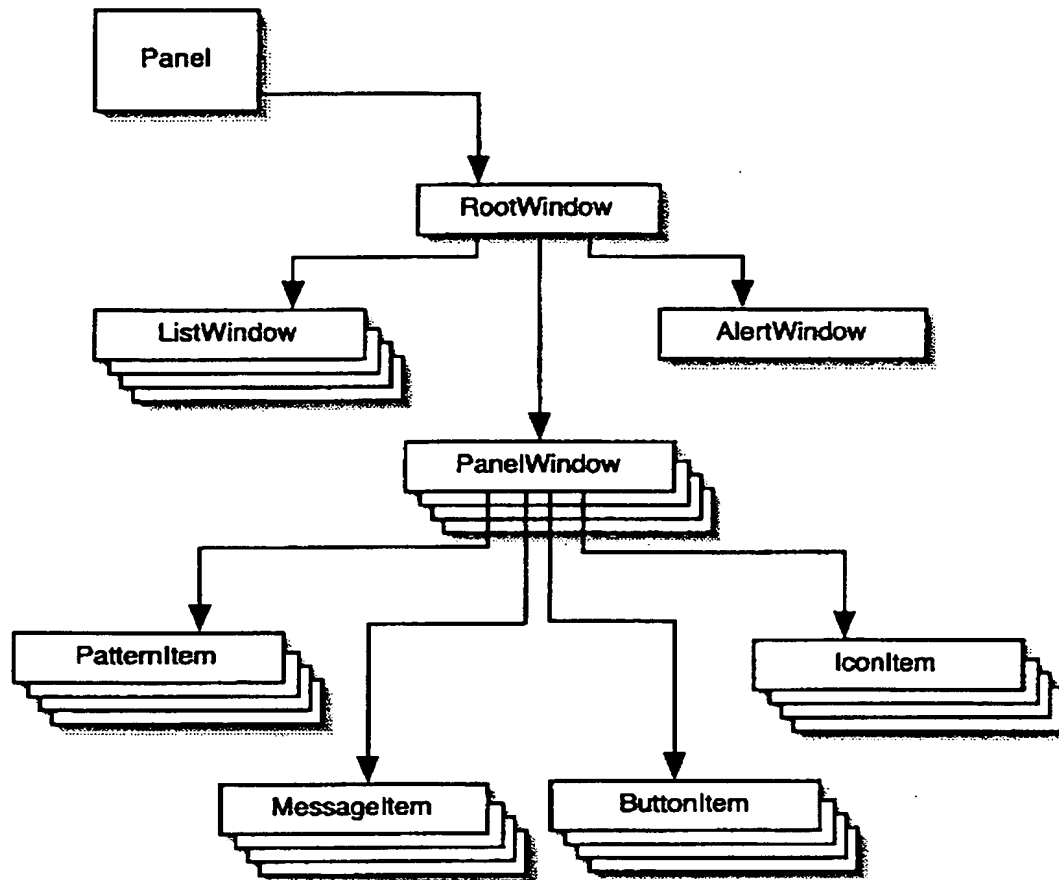 Panel
RootWindow
ListWindow
AlertWindow
PanelWindow
PatternItem
IconItem
MessageItem
ButtonItem